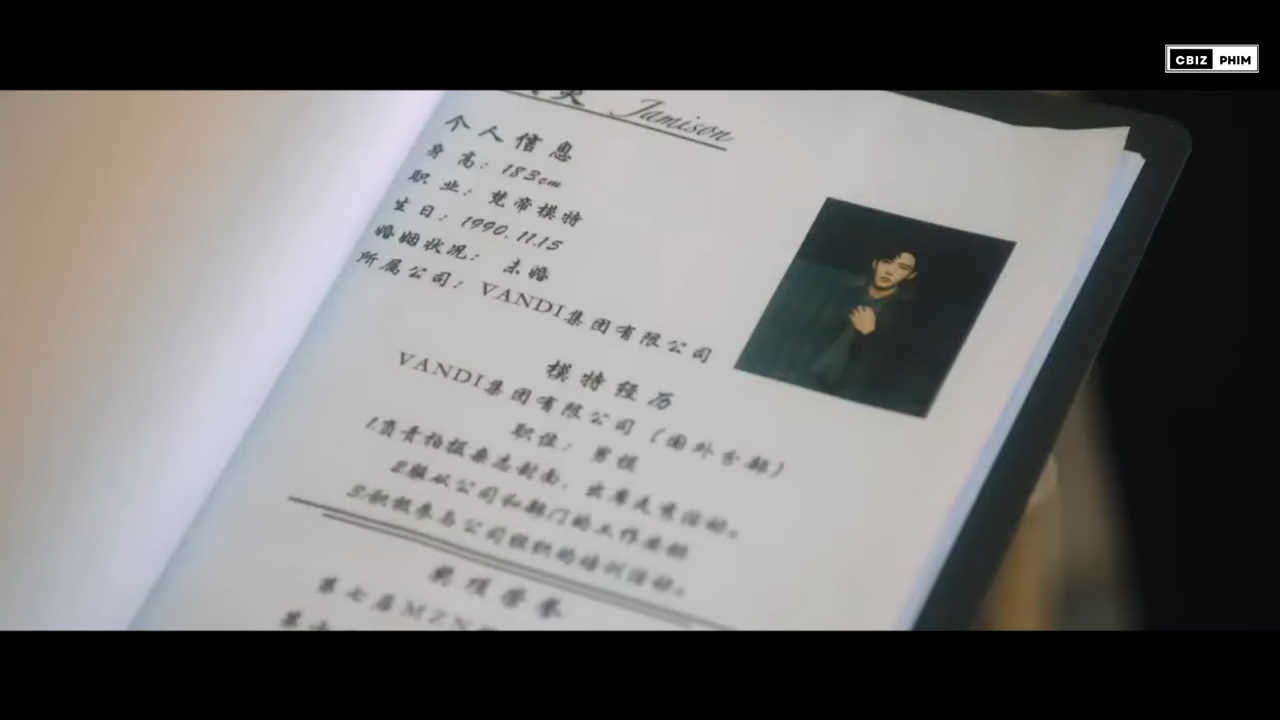 CBIZ PHIM
Jamison
个人信息
身 高：183cm
职 业：梵帝模特
生 日：1990.11.15
婚姻状况： 未婚
所属公司：VANDI集团有限公司
模特经历
VANDI集团有限公司（国外分部）
职位：男模
1.负责拍摄杂志封面，出席走秀活动。
2.服从公司和部门的工作安排
3.积极参与公司组织的培训活动。
奖项荣誉
第七届MZN